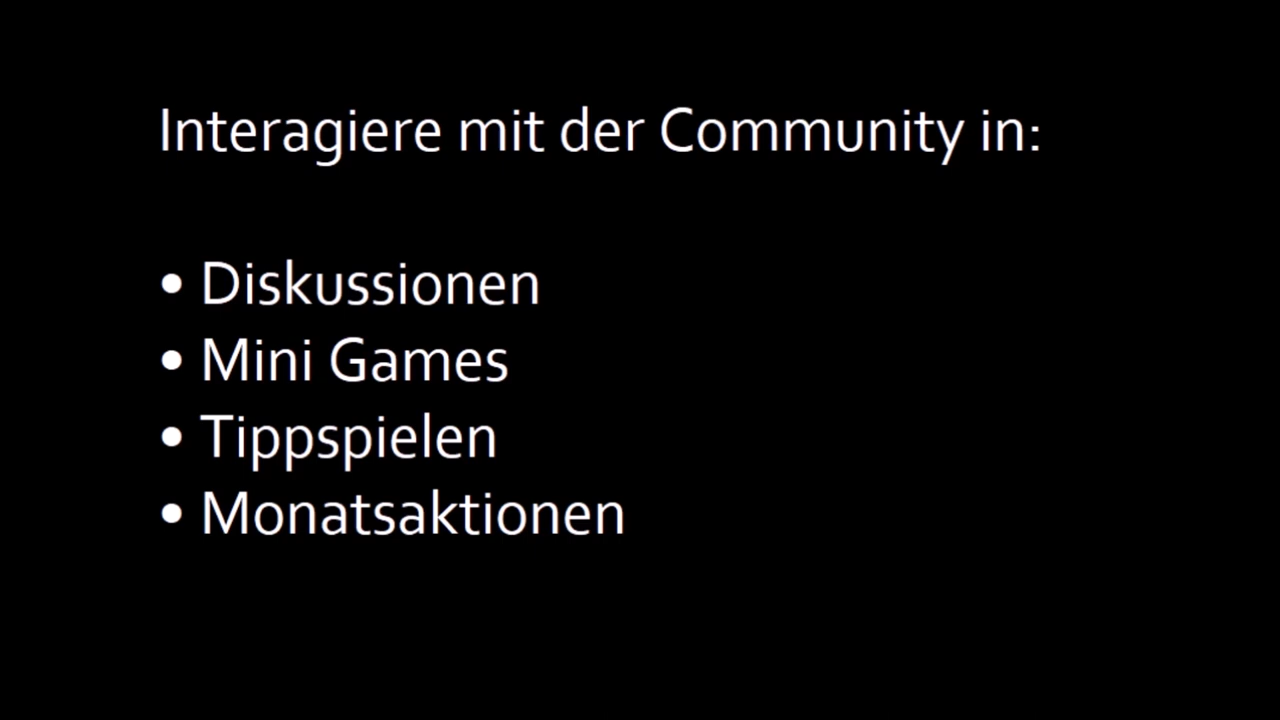 Interagiere mit der Community in:
• Diskussionen
• Mini Games
• Tippspielen
• Monatsaktionen